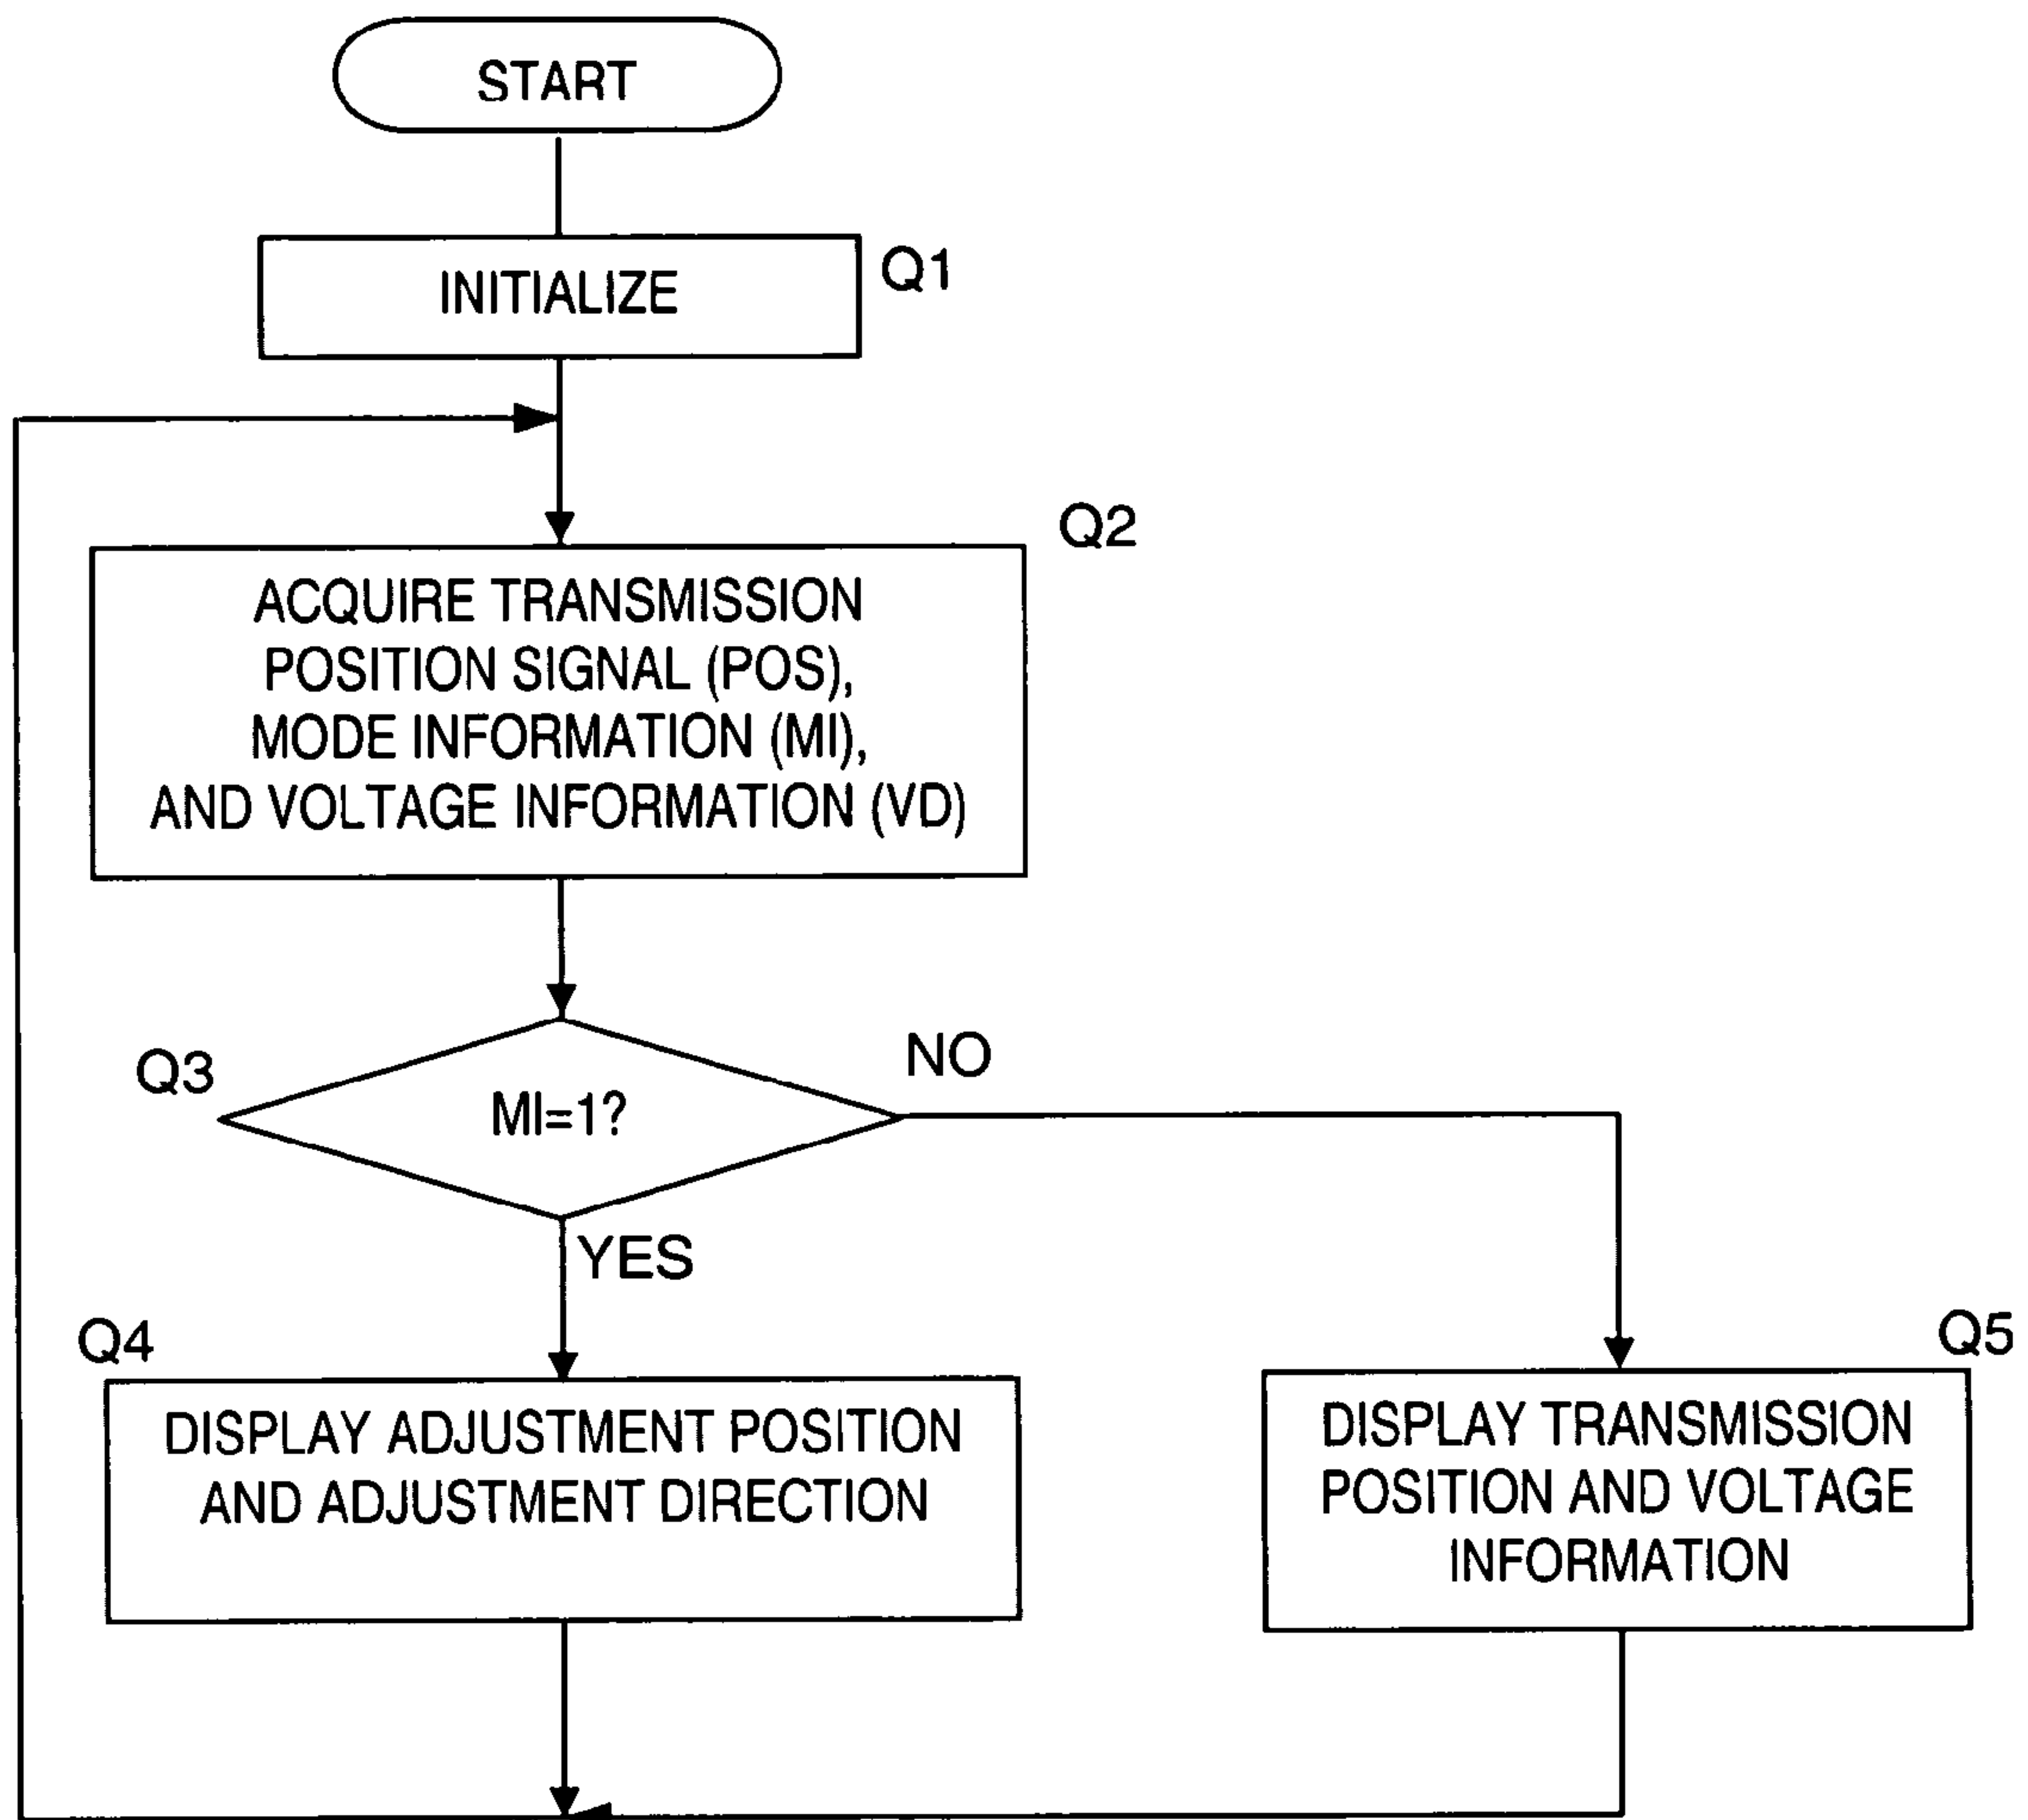 START
INITIALIZE
Q1
Q2
ACQUIRE TRANSMISSION
POSITION SIGNAL (POS),
MODE INFORMATION (MI),
AND VOLTAGE INFORMATION (VD)
Q3
MI=1?
NO
YES
Q4
DISPLAY ADJUSTMENT POSITION
AND ADJUSTMENT DIRECTION
Q5
DISPLAY TRANSMISSION
POSITION AND VOLTAGE
INFORMATION